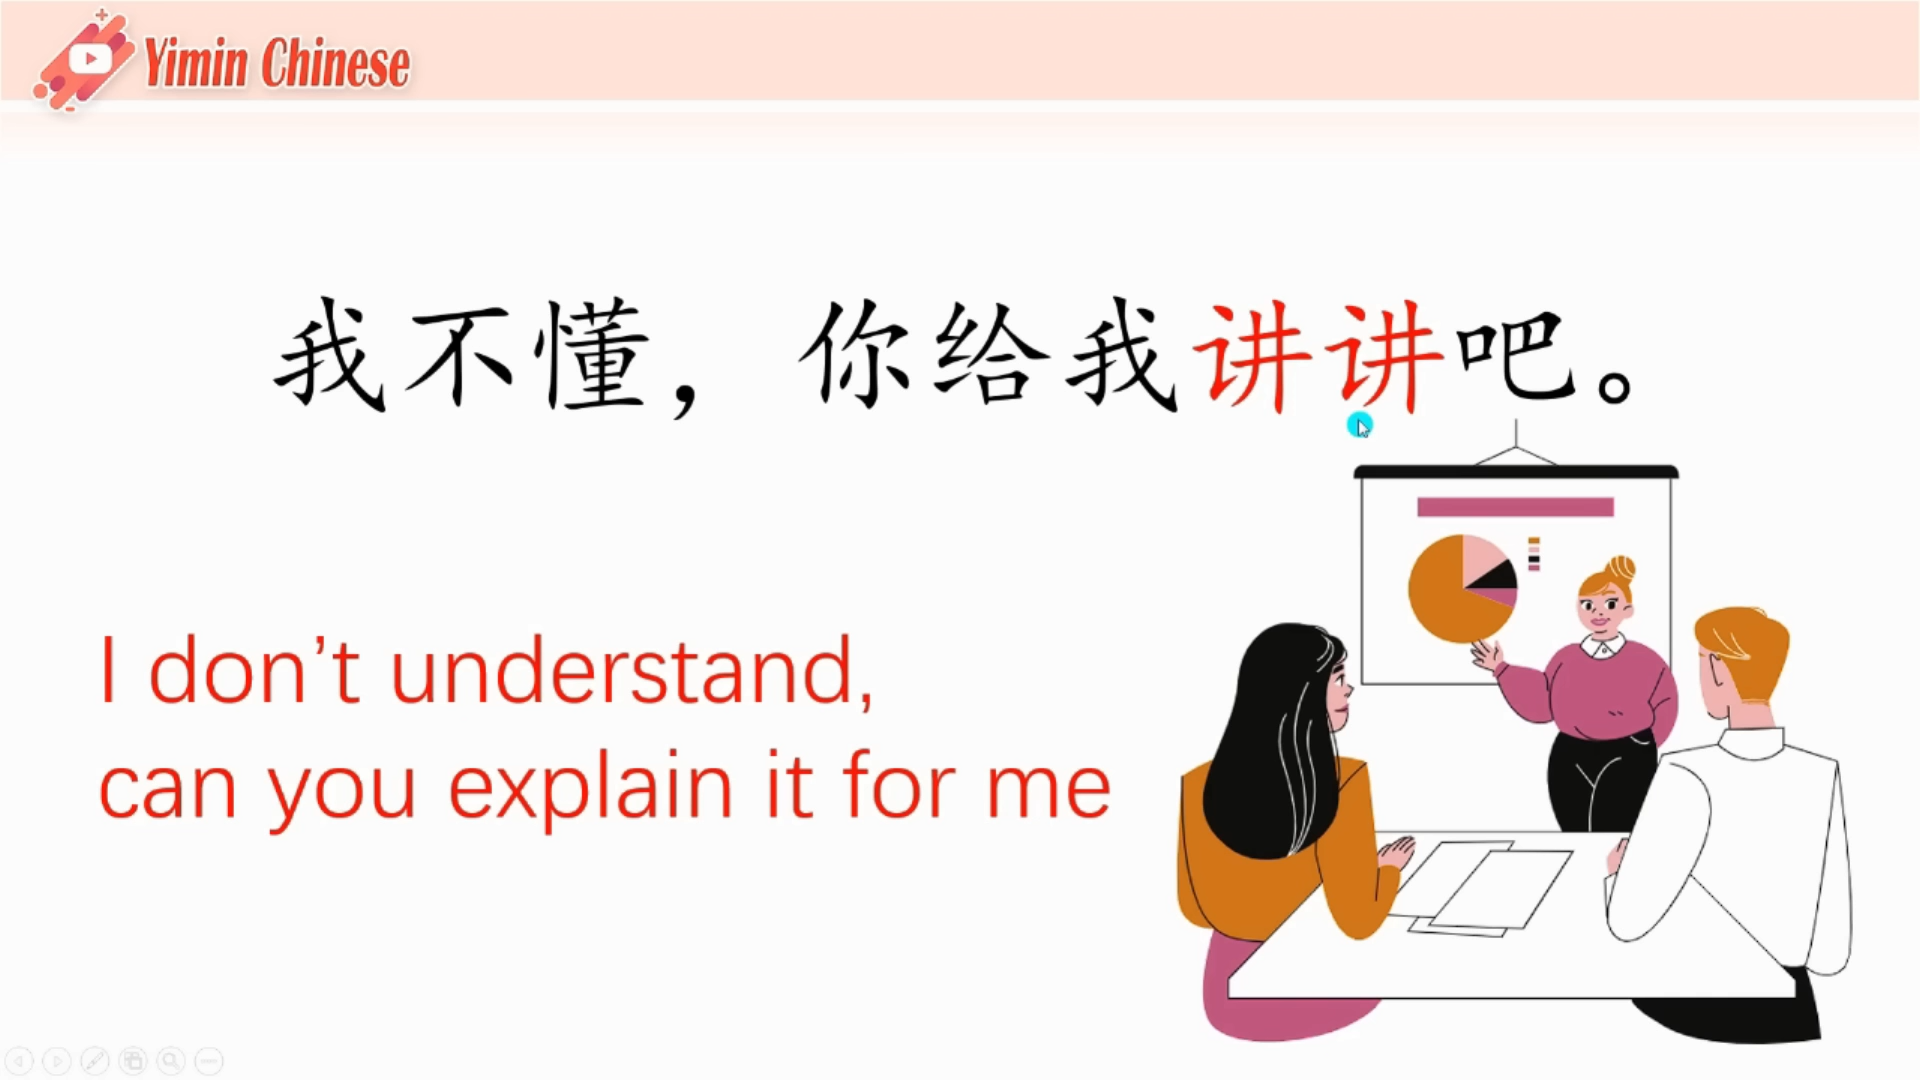 Yimin Chinese
我不懂，你给我讲讲吧。
I don't understand,
can you explain it for me